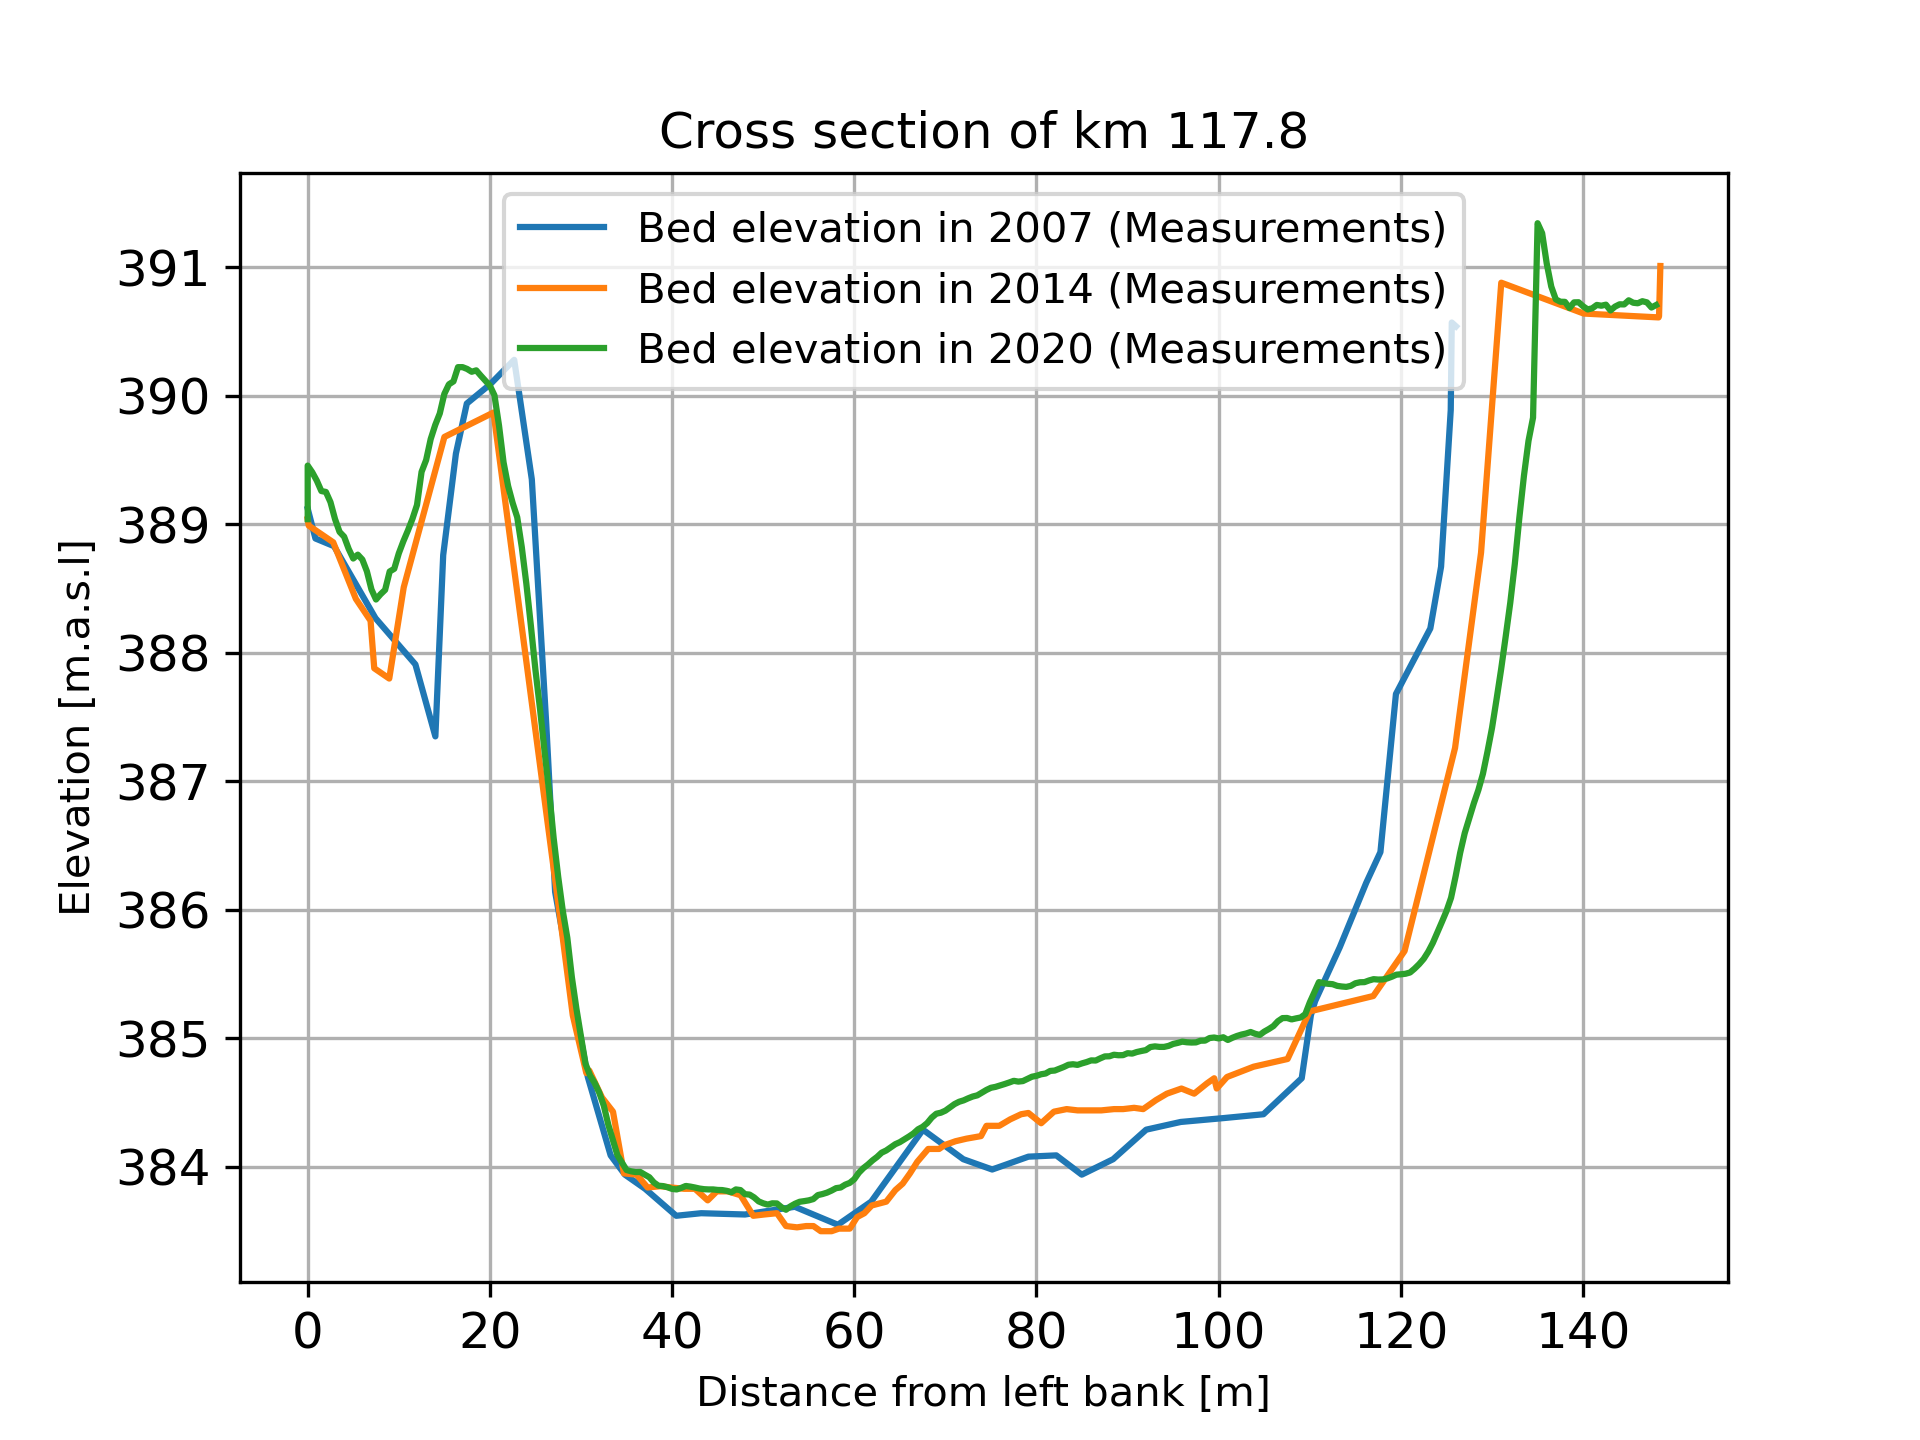 Cross section of km 117.8
Bed elevation in 2007 (Measurements)
Bed elevation in 2014 (Measurements)
Bed elevation in 2020 (Measurements)
391
390
389
388
387
386
385
384
Elevation [m.a.s.l]
0 20 40 60 80 100 120 140
Distance from left bank [m]